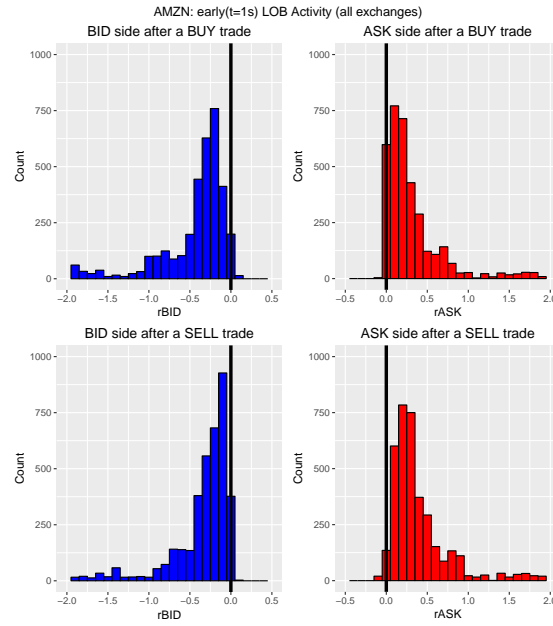 AMZN: early(t=1s) LOB Activity (all exchanges)
BID side after a BUY trade
ASK side after a BUY trade
1000
750
500
250
0
Count
−2.0 −1.5 −1.0 −0.5 0.0 0.5
rBID
1000
750
500
250
0
Count
−0.5 0.0 0.5 1.0 1.5 2.0
rASK
BID side after a SELL trade
ASK side after a SELL trade
1000
750
500
250
0
Count
−2.0 −1.5 −1.0 −0.5 0.0 0.5
rBID
1000
750
500
250
0
Count
−0.5 0.0 0.5 1.0 1.5 2.0
rASK